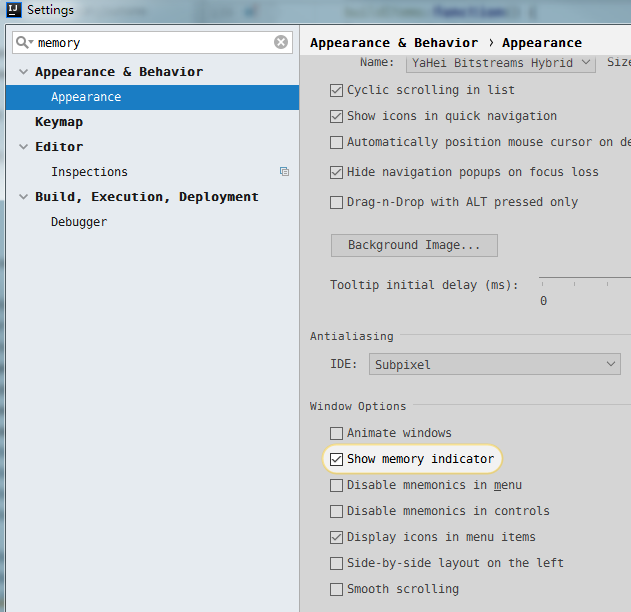 IJ Settings
memory
Appearance & Behavior
Appearance
Keymap
Editor
Inspections
Build, Execution, Deployment
Debugger
Appearance & Behavior › Appearance
Name: YaHei Bitstreams Hybrid Size
Cyclic scrolling in list
Show icons in quick navigation
Automatically position mouse cursor on de
Hide navigation popups on focus loss
Drag-n-Drop with ALT pressed only
Background Image...
Tooltip initial delay (ms):
0
Antialiasing
IDE: Subpixel
Window Options
Animate windows
Show memory indicator
Disable mnemonics in menu
Disable mnemonics in controls
Display icons in menu items
Side-by-side layout on the left
Smooth scrolling